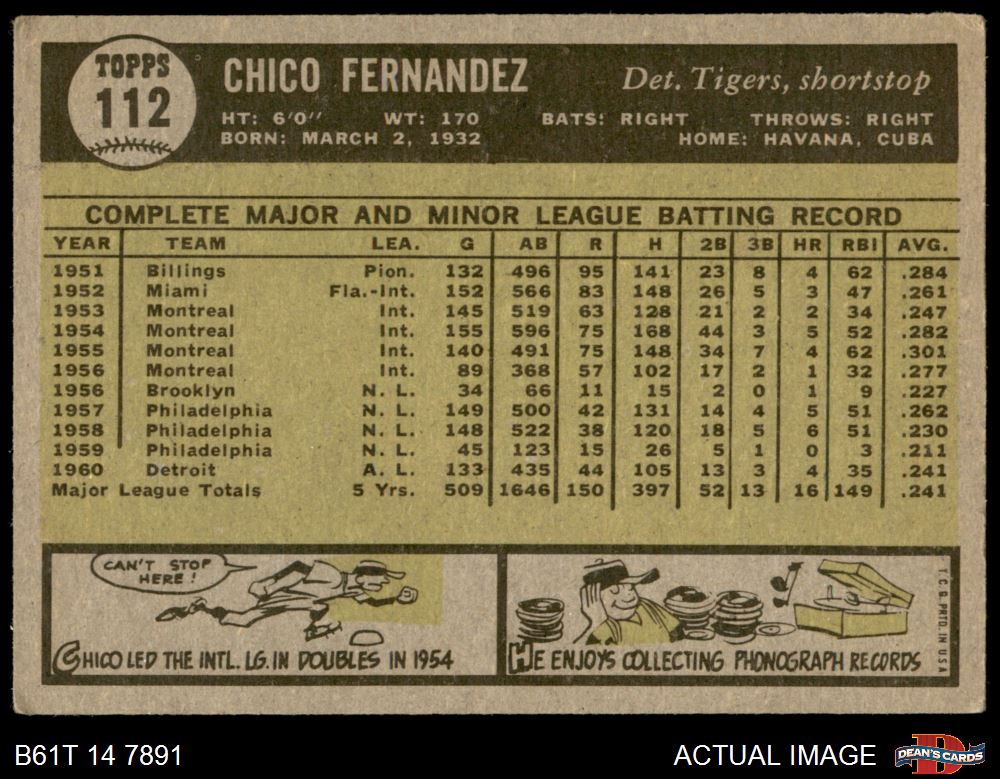 TOPPS
112
CHICO FERNANDEZ Det. Tigers, shortstop
HT: 6'0" WT: 170 BATS: RIGHT THROWS: RIGHT
BORN: MARCH 2, 1932 HOME: HAVANA, CUBA
COMPLETE MAJOR AND MINOR LEAGUE BATTING RECORD
YEAR TEAM LEA. G AB R H 2B 3B HR RBI AVG.
1951 Billings Pion. 132 496 95 141 23 8 4 62 .284
1952 Miami Fla.-Int. 152 566 83 148 26 5 3 47 .261
1953 Montreal Int. 145 519 63 128 21 2 2 34 .247
1954 Montreal Int. 155 596 75 168 44 3 5 52 .282
1955 Montreal Int. 140 491 75 148 34 7 4 62 .301
1956 Montreal Int. 89 368 57 102 17 2 1 32 .277
1956 Brooklyn N. L. 34 66 11 15 2 0 1 9 .227
1957 Philadelphia N. L. 149 500 42 131 14 4 5 51 .262
1958 Philadelphia N. L. 148 522 38 120 18 5 6 51 .230
1959 Philadelphia N. L. 45 123 15 26 5 1 0 3 .211
1960 Detroit A. L. 133 435 44 105 13 3 4 35 .241
Major League Totals 5 Yrs. 509 1646 150 397 52 13 16 149 .241
CAN'T STOP
HERE!
CHICO LED THE INTL. LG. IN DOUBLES IN 1954
HE ENJOYS COLLECTING PHONOGRAPH RECORDS
T.C.G. PRTD. IN U S A
B61T 14 7891 ACTUAL IMAGE
DEAN'S CARDS